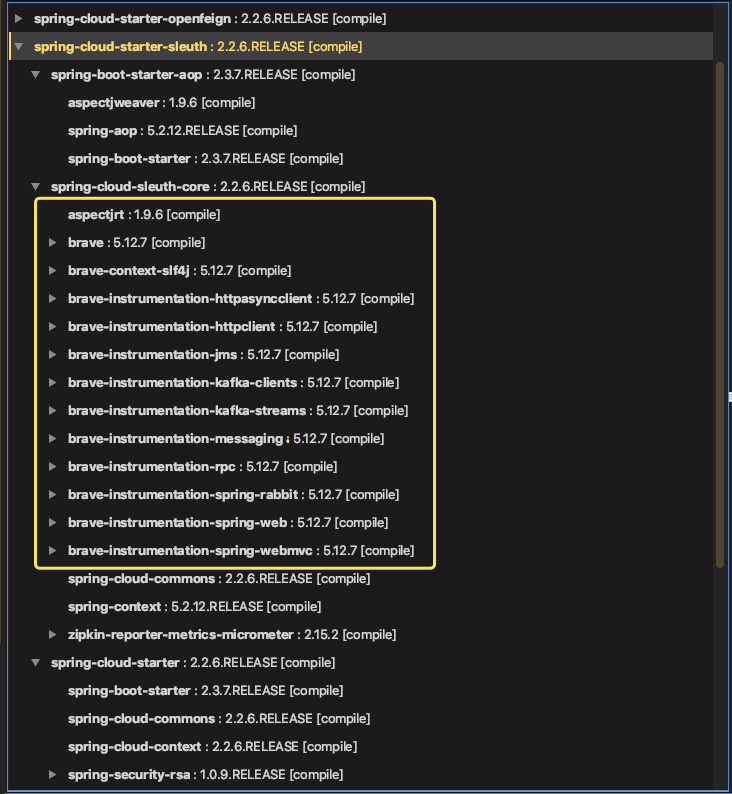 spring-cloud-starter-openfeign : 2.2.6.RELEASE [compile]
spring-cloud-starter-sleuth : 2.2.6.RELEASE [compile]
spring-boot-starter-aop : 2.3.7.RELEASE [compile]
aspectjweaver : 1.9.6 [compile]
spring-aop : 5.2.12.RELEASE [compile]
spring-boot-starter : 2.3.7.RELEASE [compile]
spring-cloud-sleuth-core : 2.2.6.RELEASE [compile]
aspectjrt : 1.9.6 [compile]
brave : 5.12.7 [compile]
brave-context-slf4j : 5.12.7 [compile]
brave-instrumentation-httpasyncclient : 5.12.7 [compile]
brave-instrumentation-httpclient : 5.12.7 [compile]
brave-instrumentation-jms : 5.12.7 [compile]
brave-instrumentation-kafka-clients : 5.12.7 [compile]
brave-instrumentation-kafka-streams : 5.12.7 [compile]
brave-instrumentation-messaging : 5.12.7 [compile]
brave-instrumentation-rpc : 5.12.7 [compile]
brave-instrumentation-spring-rabbit : 5.12.7 [compile]
brave-instrumentation-spring-web : 5.12.7 [compile]
brave-instrumentation-spring-webmvc : 5.12.7 [compile]
spring-cloud-commons : 2.2.6.RELEASE [compile]
spring-context : 5.2.12.RELEASE [compile]
zipkin-reporter-metrics-micrometer : 2.15.2 [compile]
spring-cloud-starter : 2.2.6.RELEASE [compile]
spring-boot-starter : 2.3.7.RELEASE [compile]
spring-cloud-commons : 2.2.6.RELEASE [compile]
spring-cloud-context : 2.2.6.RELEASE [compile]
spring-security-rsa : 1.0.9.RELEASE [compile]